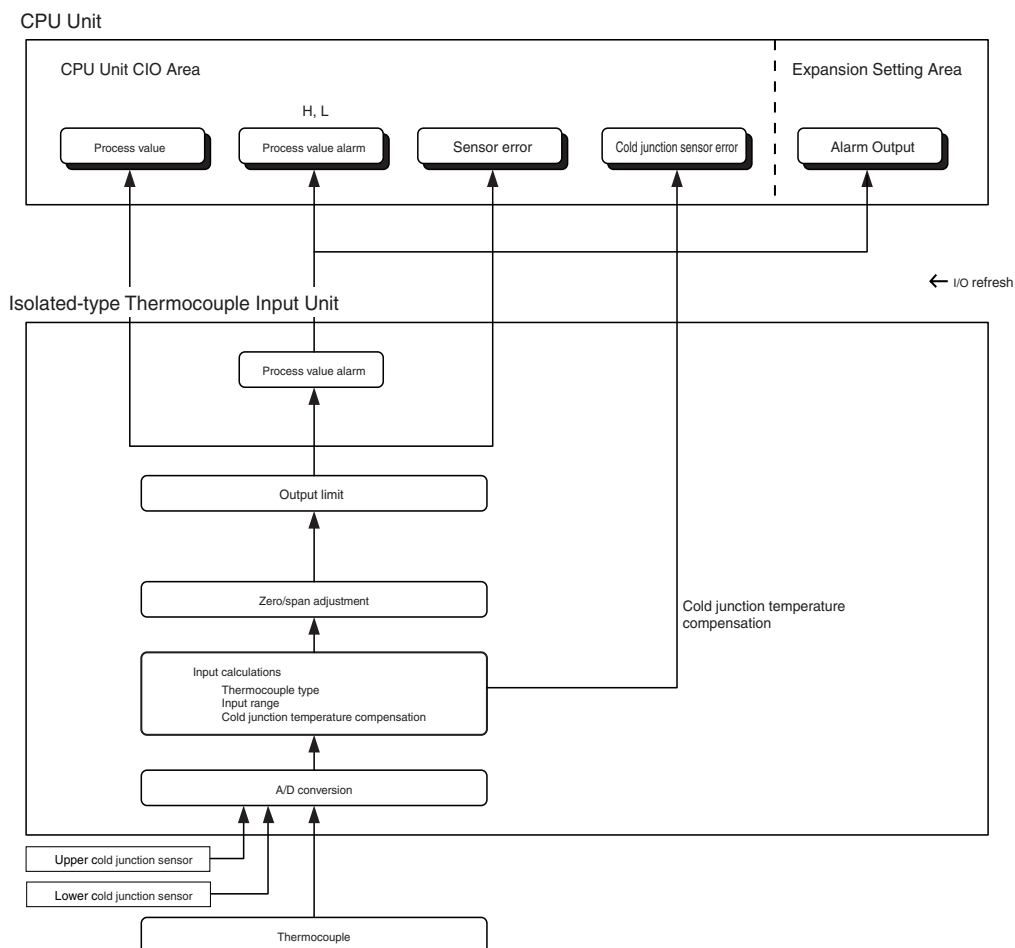 CPU Unit
CPU Unit CIO Area
Expansion Setting Area
H, L
Process value
Process value alarm
Sensor error
Cold junction sensor error
Alarm Output
I/O refresh
Isolated-type Thermocouple Input Unit
Process value alarm
Output limit
Zero/span adjustment
Cold junction temperature
compensation
Input calculations
Thermocouple type
Input range
Cold junction temperature compensation
A/D conversion
Upper cold junction sensor
Lower cold junction sensor
Thermocouple